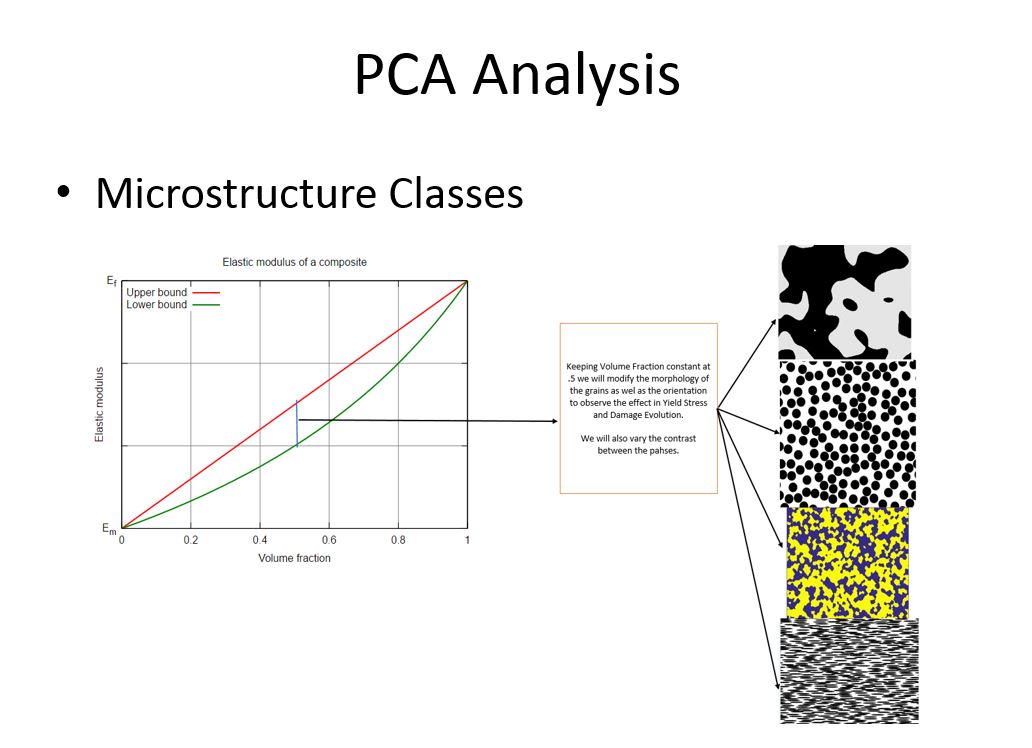 PCA Analysis
• Microstructure Classes
Elastic modulus of a composite
Ef
Upper bound
Lower bound
Elastic modulus
Em
0 0.2 0.4 0.6 0.8 1
Volume fraction
Keeping Volume Fraction constant at
.5 we will modify the morphology of
the grains as wel as the orientation
to observe the effect in Yield Stress
and Damage Evolution.
We will also vary the contrast
between the pahses.